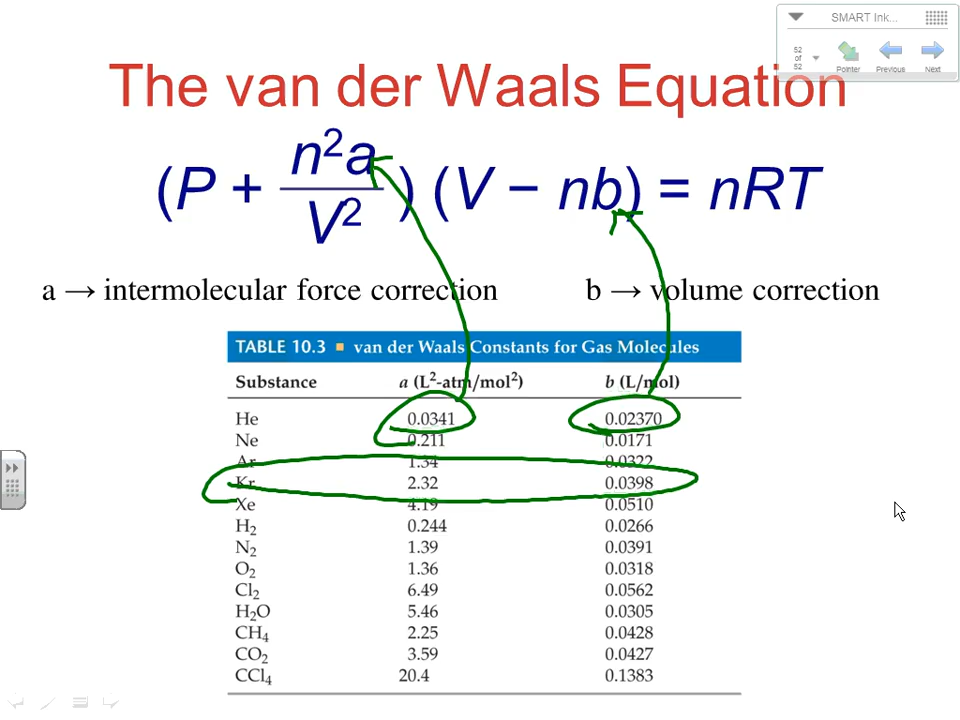 SMART Ink...
52 of 52
Pointer Previous Next
The van der Waals Equation
(P + n²a / V²) (V − nb) = nRT
a → intermolecular force correction b → volume correction
TABLE 10.3 ■ van der Waals Constants for Gas Molecules
Substance a (L²-atm/mol²) b (L/mol)
He 0.0341 0.02370
Ne 0.211 0.0171
Ar 1.34 0.0322
Kr 2.32 0.0398
Xe 4.19 0.0510
H₂ 0.244 0.0266
N₂ 1.39 0.0391
O₂ 1.36 0.0318
Cl₂ 6.49 0.0562
H₂O 5.46 0.0305
CH₄ 2.25 0.0428
CO₂ 3.59 0.0427
CCl₄ 20.4 0.1383